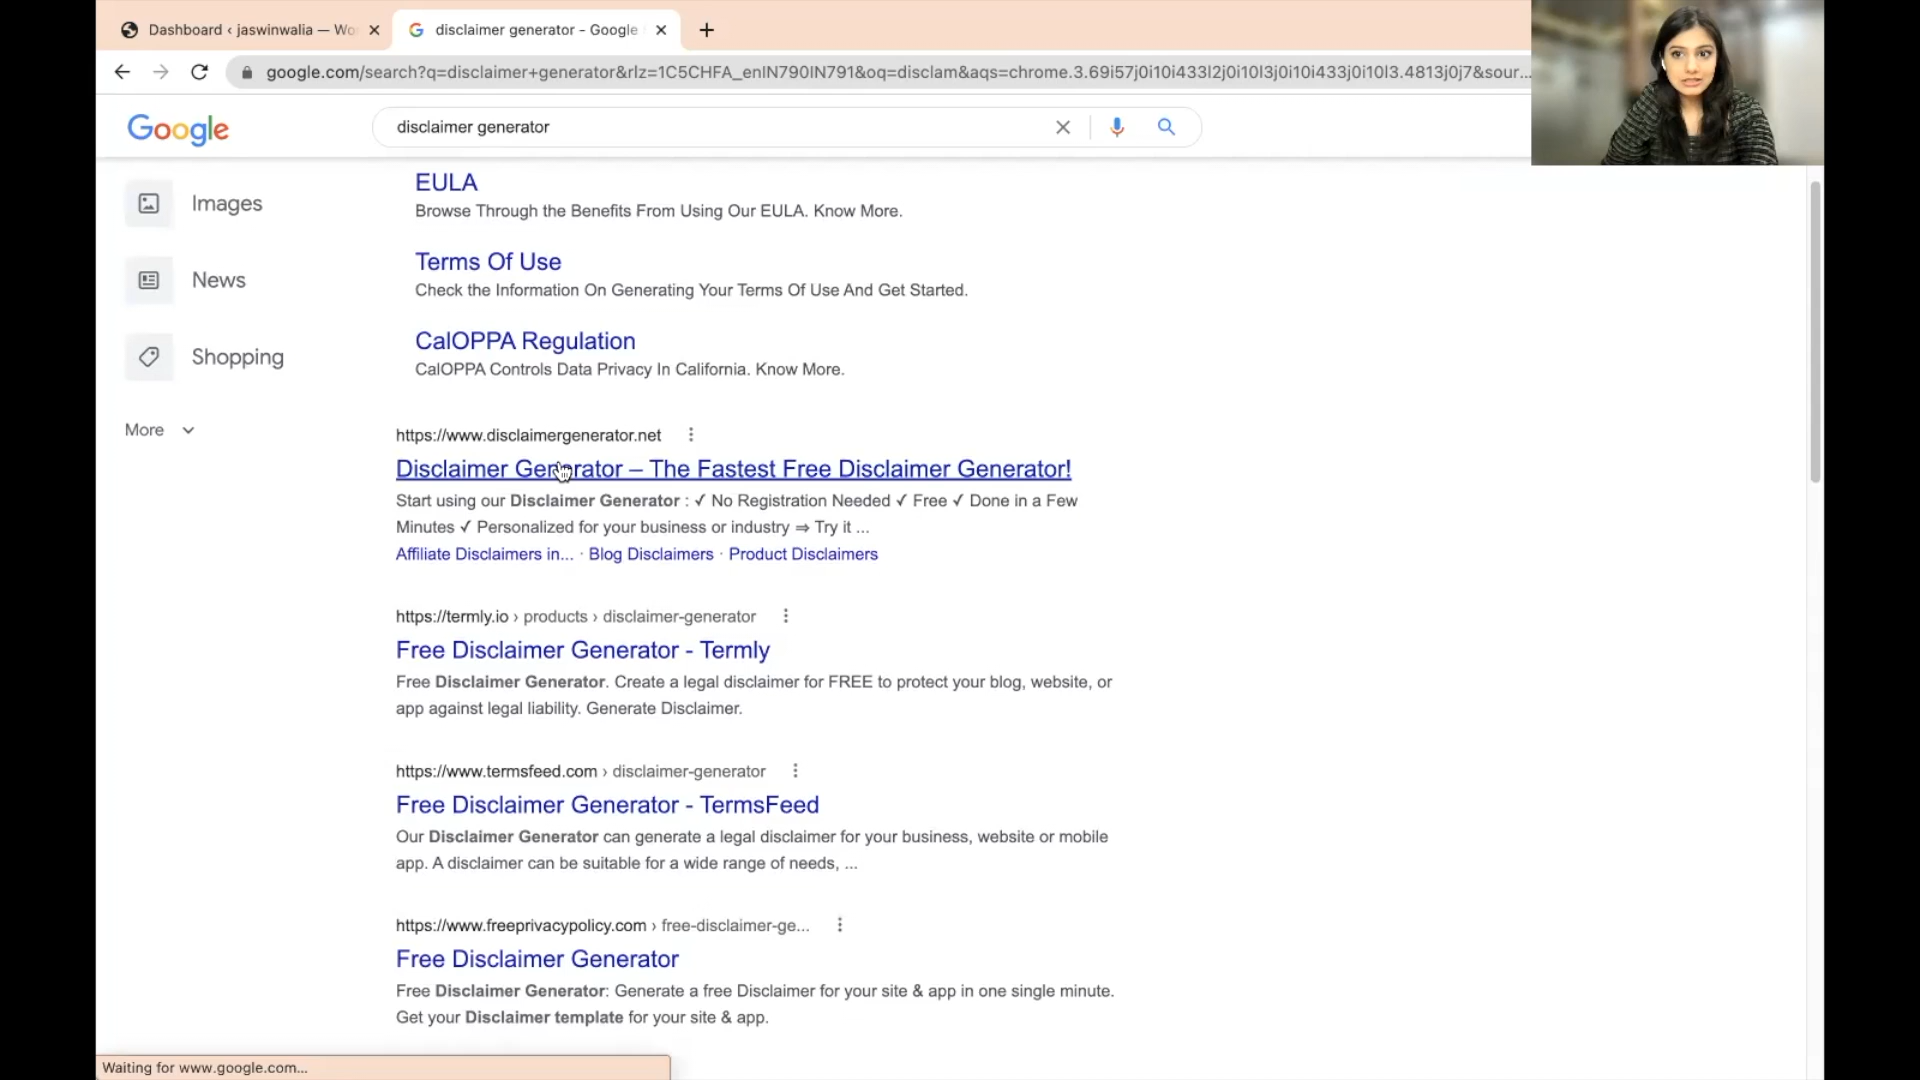 Dashboard ‹ jaswinwalia — Wo
disclaimer generator - Google
google.com/search?q=disclaimer+generator&rlz=1C5CHFA_enIN790IN791&oq=disclam&aqs=chrome.3.69i57j0i10i433l2j0i10l3j0i10i433j0i10l3.4813j0j7&sour...
Google
disclaimer generator
Images
News
Shopping
More
EULA
Browse Through the Benefits From Using Our EULA. Know More.
Terms Of Use
Check the Information On Generating Your Terms Of Use And Get Started.
CalOPPA Regulation
CalOPPA Controls Data Privacy In California. Know More.
https://www.disclaimergenerator.net
Disclaimer Generator – The Fastest Free Disclaimer Generator!
Start using our Disclaimer Generator : ✓ No Registration Needed ✓ Free ✓ Done in a Few
Minutes ✓ Personalized for your business or industry ⇒ Try it ...
Affiliate Disclaimers in... · Blog Disclaimers · Product Disclaimers
https://termly.io › products › disclaimer-generator
Free Disclaimer Generator - Termly
Free Disclaimer Generator. Create a legal disclaimer for FREE to protect your blog, website, or
app against legal liability. Generate Disclaimer.
https://www.termsfeed.com › disclaimer-generator
Free Disclaimer Generator - TermsFeed
Our Disclaimer Generator can generate a legal disclaimer for your business, website or mobile
app. A disclaimer can be suitable for a wide range of needs, ...
https://www.freeprivacypolicy.com › free-disclaimer-ge...
Free Disclaimer Generator
Free Disclaimer Generator: Generate a free Disclaimer for your site & app in one single minute.
Get your Disclaimer template for your site & app.
Waiting for www.google.com...